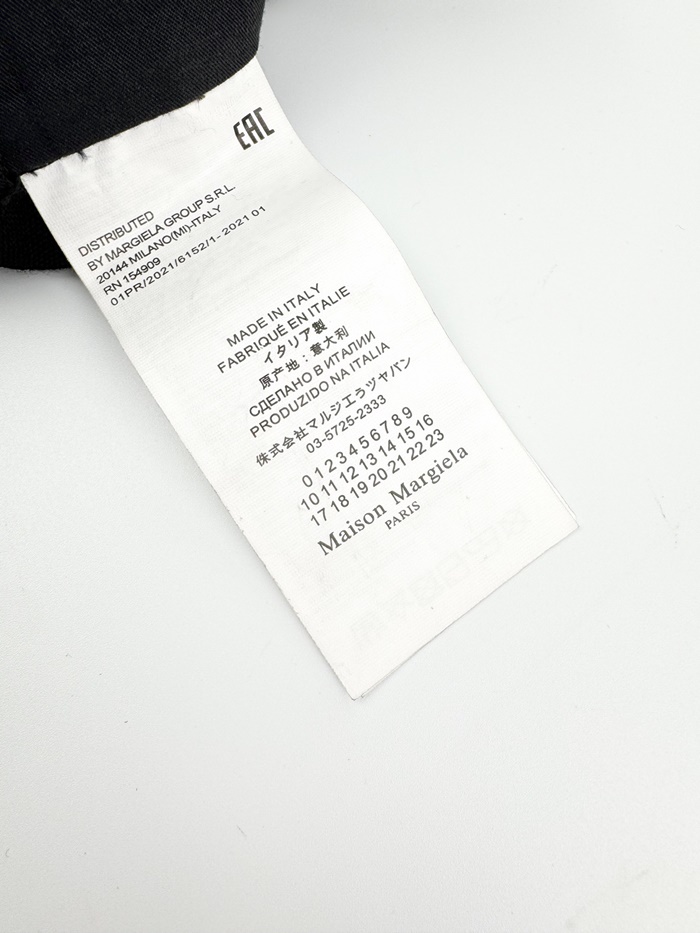 EAC
DISTRIBUTED
BY MARGIELA GROUP S.R.L.
20144 MILANO(MI)-ITALY
RN 154909
01PR/2021/6152/1- 2021 01
MADE IN ITALY
FABRIQUÉ EN ITALIE
イタリア製
原产地：意大利
СДЕЛАНО В ИТАЛИИ
PRODUZIDO NA ITALIA
株式会社マルジエラジャパン
03-5725-2333
0 1 2 3 4 5 6 7 8 9
10 11 12 13 14 15 16
17 18 19 20 21 22 23
Maison Margiela
PARIS